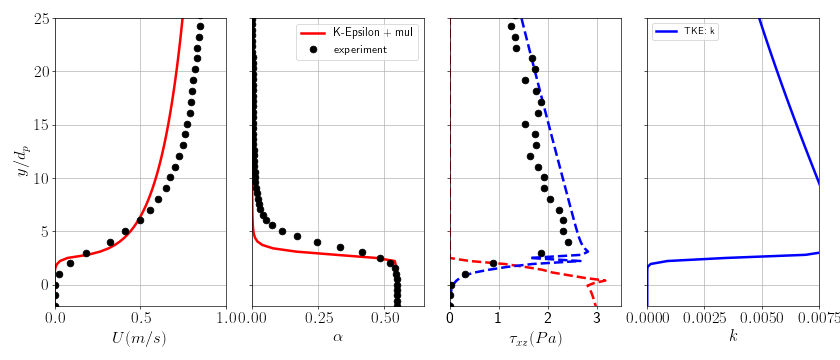 25
20
15
10
5
0
y/d_p
K-Epsilon + mul
experiment
TKE: k
0.0 0.5 1.0
0.00 0.25 0.50
0 1 2 3
0.0000 0.0025 0.0050 0.0075
U(m/s)
α
τ_xz(Pa)
k